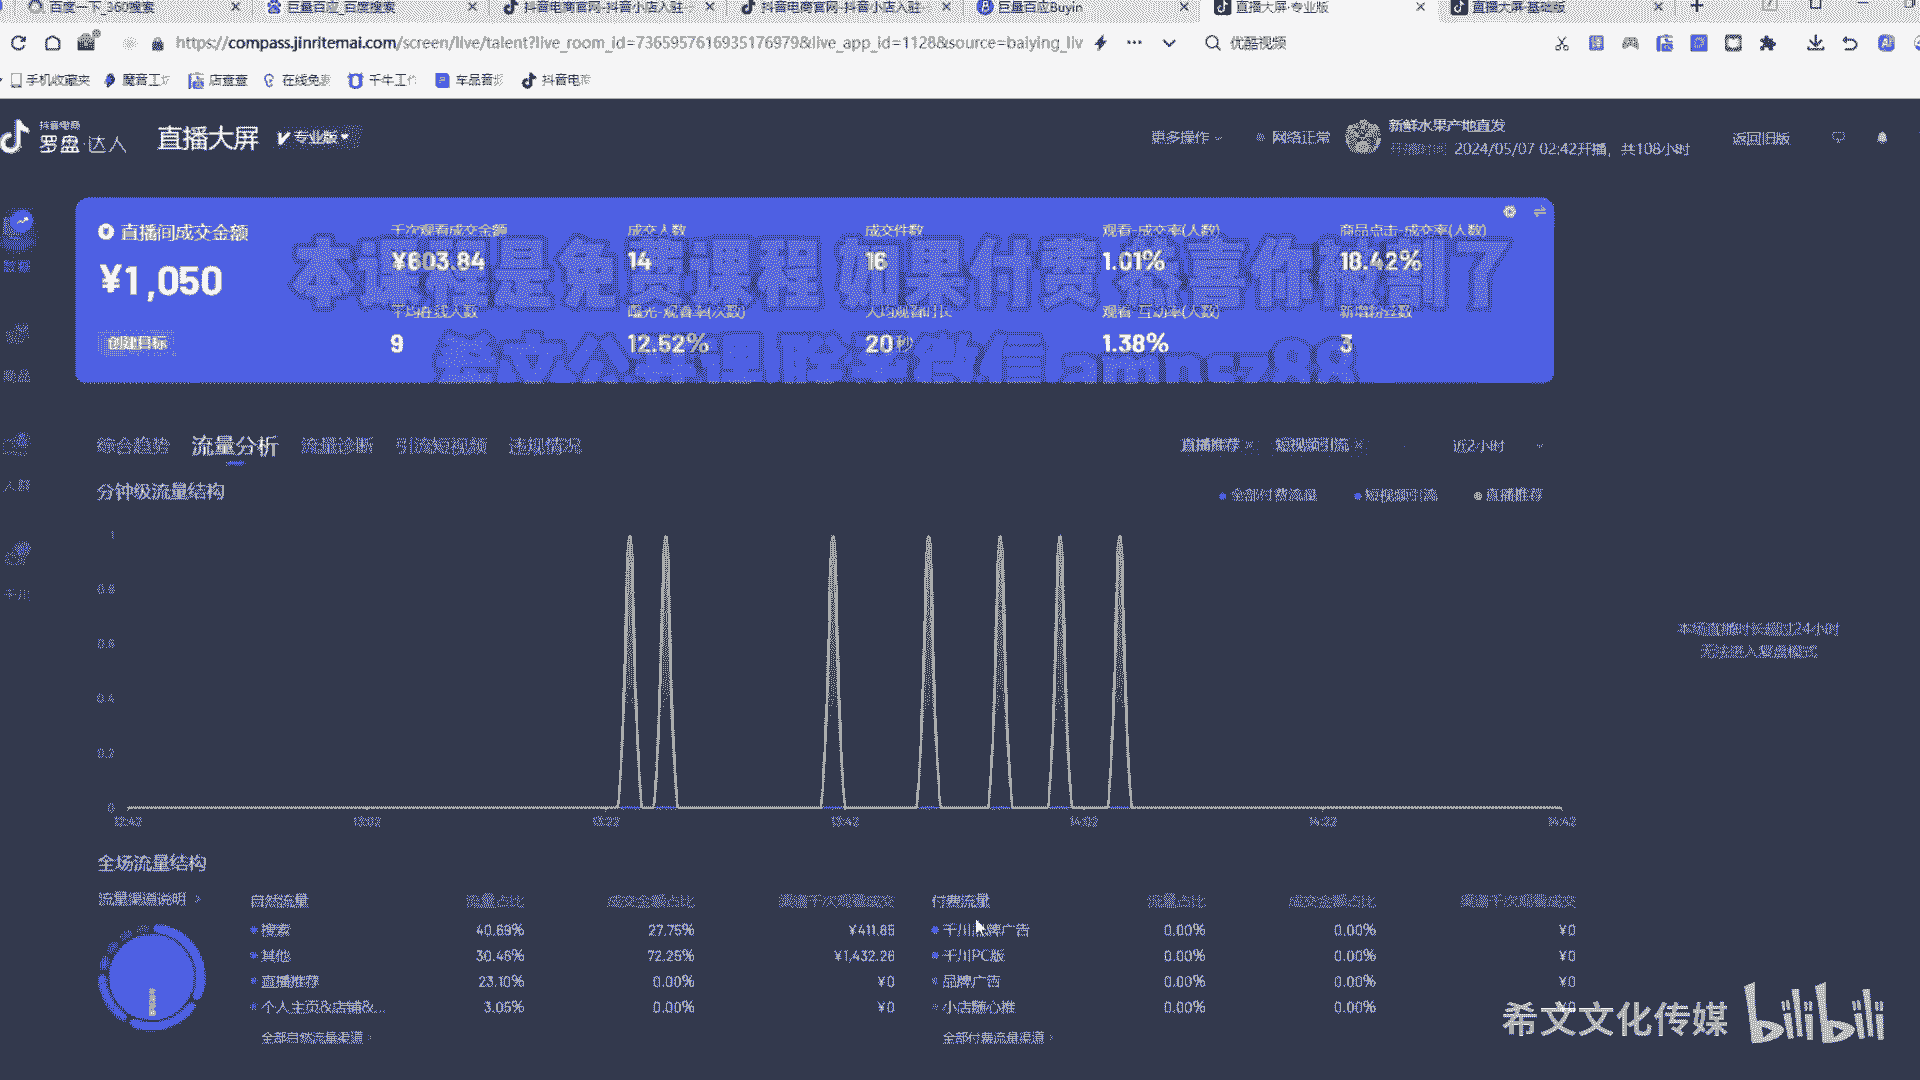 百度一下_360搜索
巨量百应_百度搜索
抖音电商官网-抖音小店入驻-
抖音电商官网-抖音小店入驻-
巨量百应Buyin
直播大屏·专业版
直播大屏·基础版
https://compass.jinritemai.com/screen/live/talent?live_room_id=7365957616935176979&live_app_id=1128&source=baiying_liv
优酷视频
手机收藏夹
店查查
在线免
千牛工
车品音
抖音电
抖音电商
罗盘·达人
直播大屏
专业版
更多操作
网络正常
新鲜水果产地直发
开播时间 2024/05/07 02:42开播，共108小时
返回旧版
直播间成交金额
¥1,050
创建目标
千次观看成交金额
¥603.84
成交人数
14
成交件数
16
观看-成交率(人数)
1.01%
商品点击-成交率(人数)
18.42%
平均在线人数
9
曝光-观看率(次数)
12.52%
人均观看时长
20秒
观看-互动率(人数)
1.38%
新增粉丝数
3
本课程是免费课程 如果付费 恭喜你被割了
综合趋势
流量分析
流量诊断
引流短视频
违规情况
直播推荐 ×
短视频引流 ×
近2小时
分钟级流量结构
全部付费流量
短视频引流
直播推荐
1
0.8
0.6
0.4
0.2
0
12:42
13:02
13:22
13:42
14:02
14:22
14:42
本场直播时长超过24小时
无法进入复盘模式
全场流量结构
流量渠道说明 >
自然流量 流量占比 成交金额占比 渠道千次观看成交
搜索 40.69% 27.75% ¥411.85
其他 30.46% 72.25% ¥1,432.26
直播推荐 23.10% 0.00% ¥0
个人主页&店铺&... 3.05% 0.00% ¥0
全部自然流量渠道 >
付费流量 流量占比 成交金额占比 渠道千次观看成交
千川品牌广告 0.00% 0.00% ¥0
千川PC版 0.00% 0.00% ¥0
品牌广告 0.00% 0.00% ¥0
小店随心推 0.00% 0.00% ¥0
全部付费流量渠道 >
希文文化传媒
bilibili